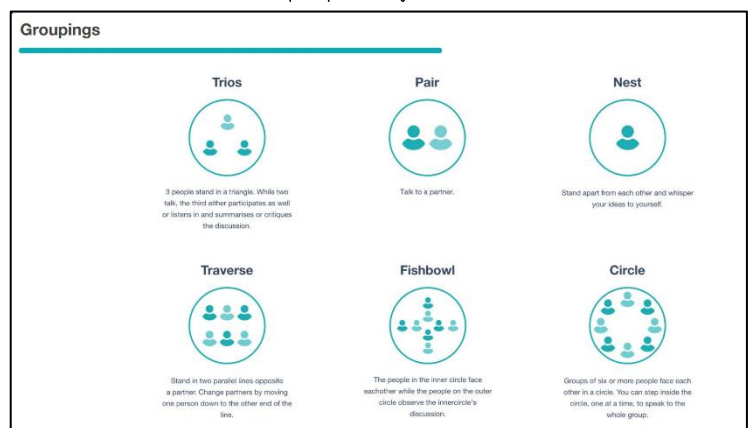 Groupings
Trios
3 people stand in a triangle. While two
talk, the third either participates as well
or listens in and summarises or critiques
the discussion.
Pair
Talk to a partner.
Nest
Stand apart from each other and whisper
your ideas to yourself.
Traverse
Stand in two parallel lines opposite
a partner. Change partners by moving
one person down to the other end of the
line.
Fishbowl
The people in the inner circle face
eachother while the people on the outer
circle observe the innercircle's
discussion.
Circle
Groups of six or more people face each
other in a circle. You can step inside the
circle, one at a time, to speak to the
whole group.